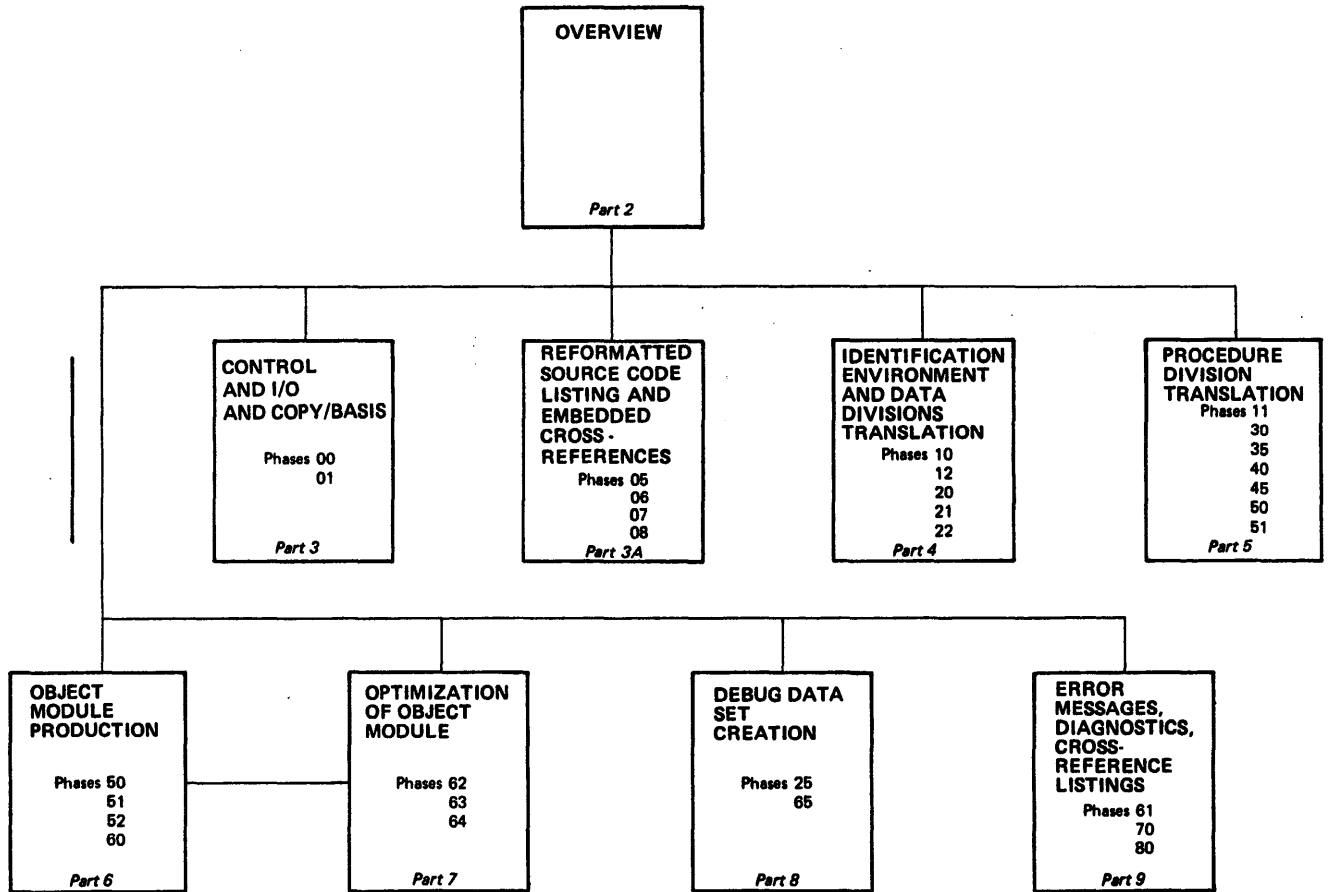 OVERVIEW
Part 2
CONTROL
AND I/O
AND COPY/BASIS
Phases 00
01
Part 3
REFORMATTED
SOURCE CODE
LISTING AND
EMBEDDED
CROSS-
REFERENCES
Phases 05
06
07
08
Part 3A
IDENTIFICATION
ENVIRONMENT
AND DATA
DIVISIONS
TRANSLATION
Phases 10
12
20
21
22
Part 4
PROCEDURE
DIVISION
TRANSLATION
Phases 11
30
35
40
45
50
51
Part 5
OBJECT
MODULE
PRODUCTION
Phases 50
51
52
60
Part 6
OPTIMIZATION
OF OBJECT
MODULE
Phases 62
63
64
Part 7
DEBUG DATA
SET
CREATION
Phases 25
65
Part 8
ERROR
MESSAGES,
DIAGNOSTICS,
CROSS-
REFERENCE
LISTINGS
Phases 61
70
80
Part 9